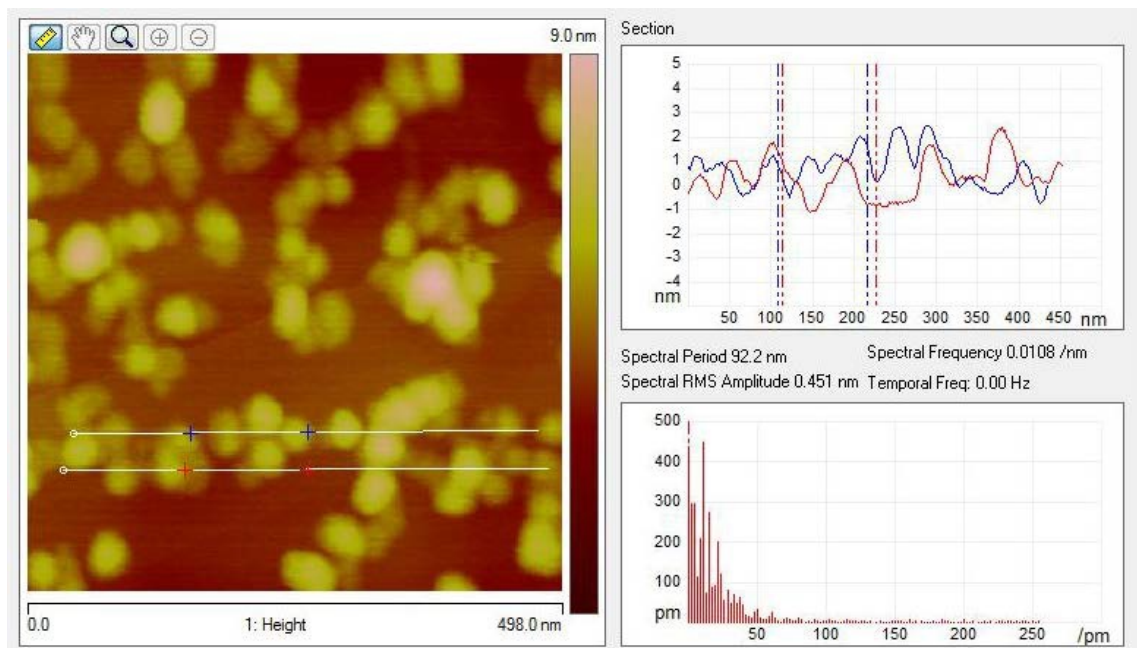 9.0 nm
0.0
1: Height
498.0 nm
Section
5
4
3
2
1
0
-1
-2
-3
-4
nm
50 100 150 200 250 300 350 400 450 nm
Spectral Period 92.2 nm
Spectral Frequency 0.0108 /nm
Spectral RMS Amplitude 0.451 nm
Temporal Freq: 0.00 Hz
500
400
300
200
100
pm
50 100 150 200 250 /pm